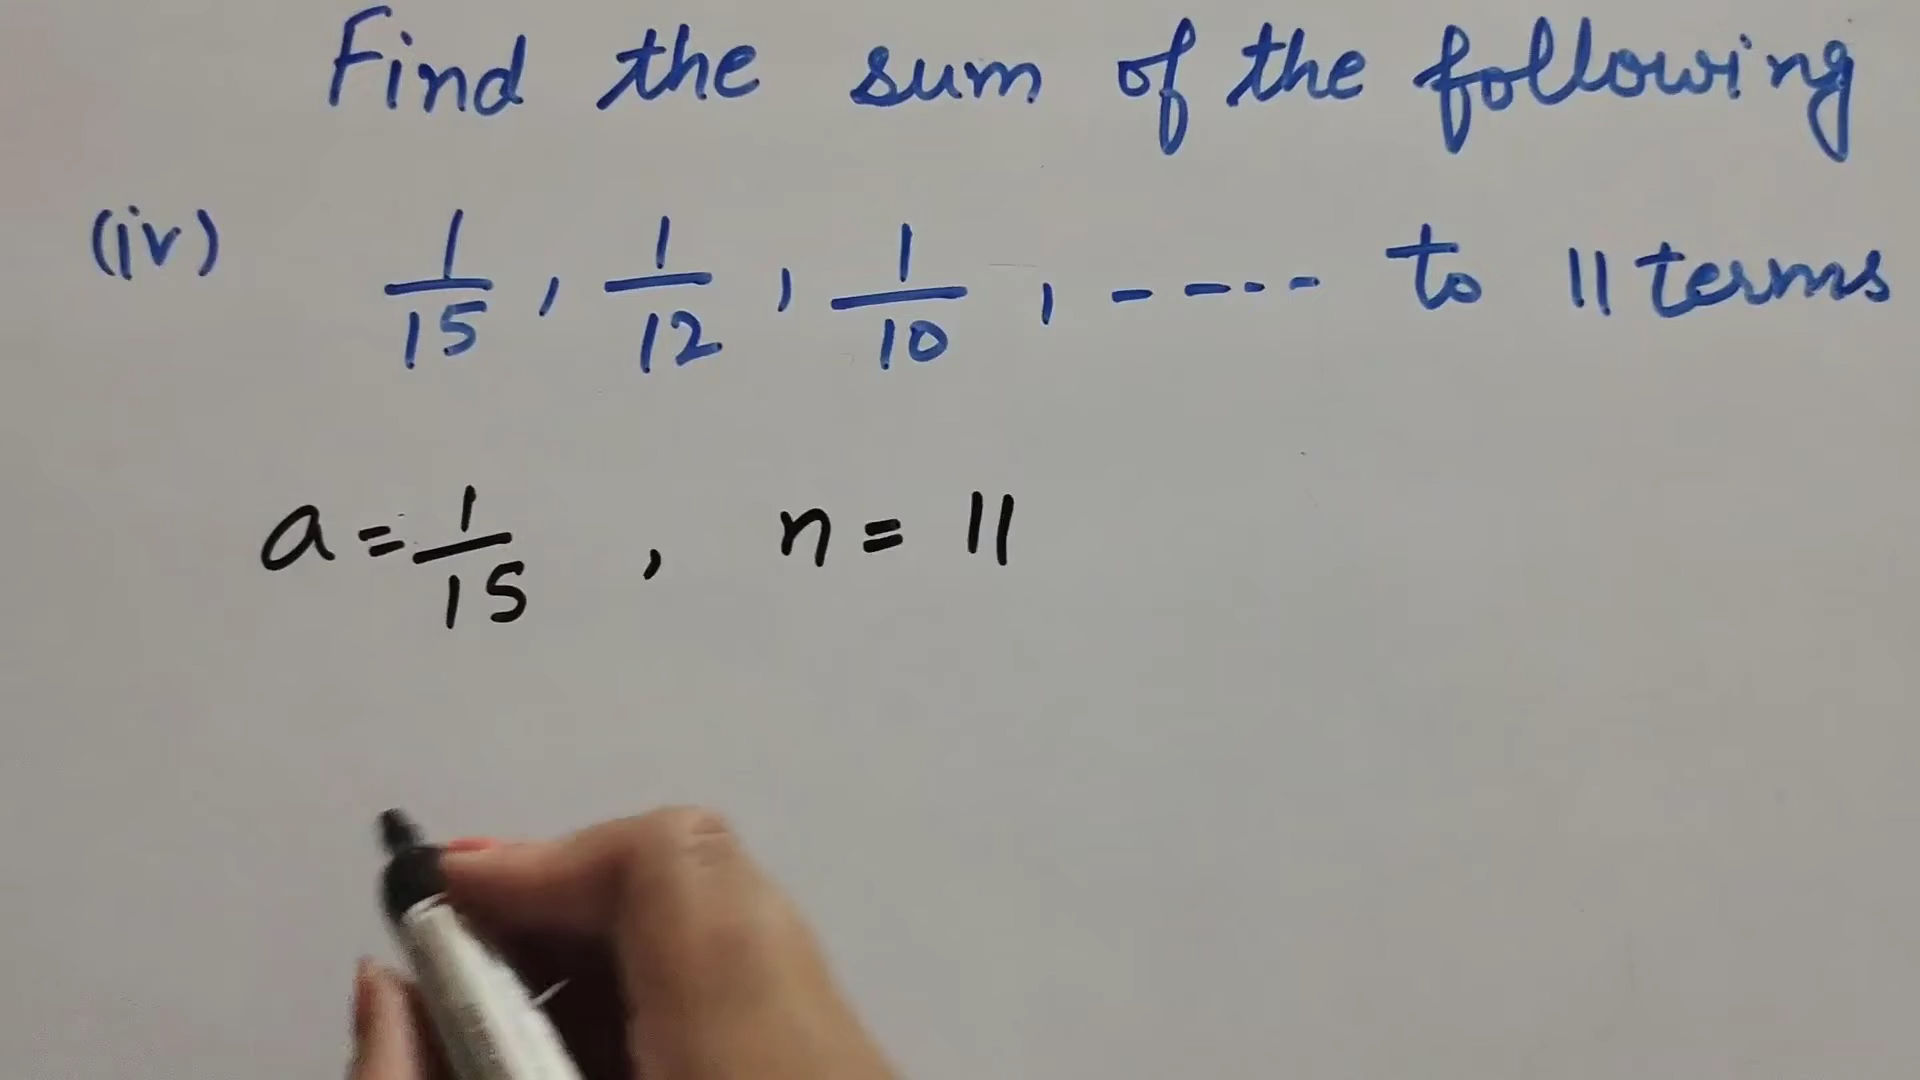 Find the sum of the following
(iv) 1/15, 1/12, 1/10, ----- to 11 terms
a = 1/15, n = 11